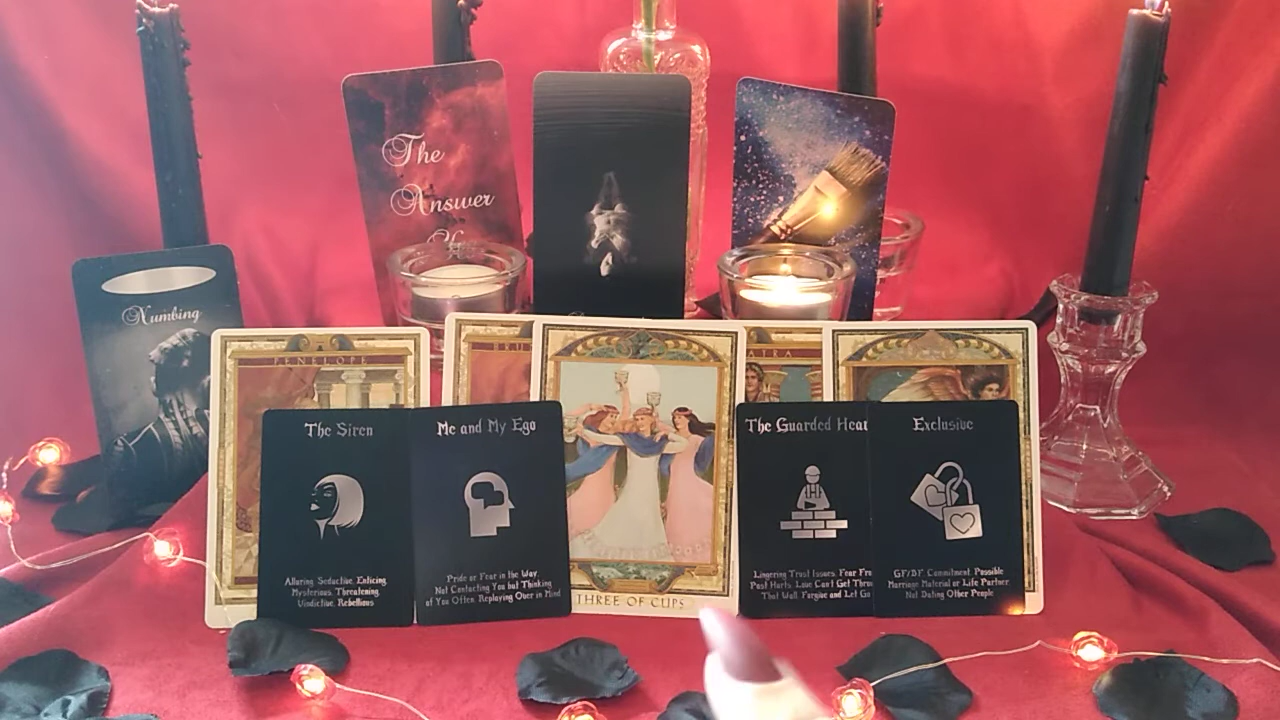 The
Answer
Numbing
PENELOPE
The Siren
Alluring. Seductive. Enticing.
Mysterious. Threatening.
Vindictive. Rebellious
Me and My Ego
Pride or Fear in the Way.
Not Contacting You but Thinking
of You Often. Replaying Over in Mind
THREE OF CUPS
The Guarded Hear
Lingering Trust Issues. Fear Fro
Past Hurts. Love Can't Get Throu
That Wall. Forgive and Let Go
Exclusive
GF/BF. Commitment. Possible
Marriage Material or Life Partner.
Not Dating Other People